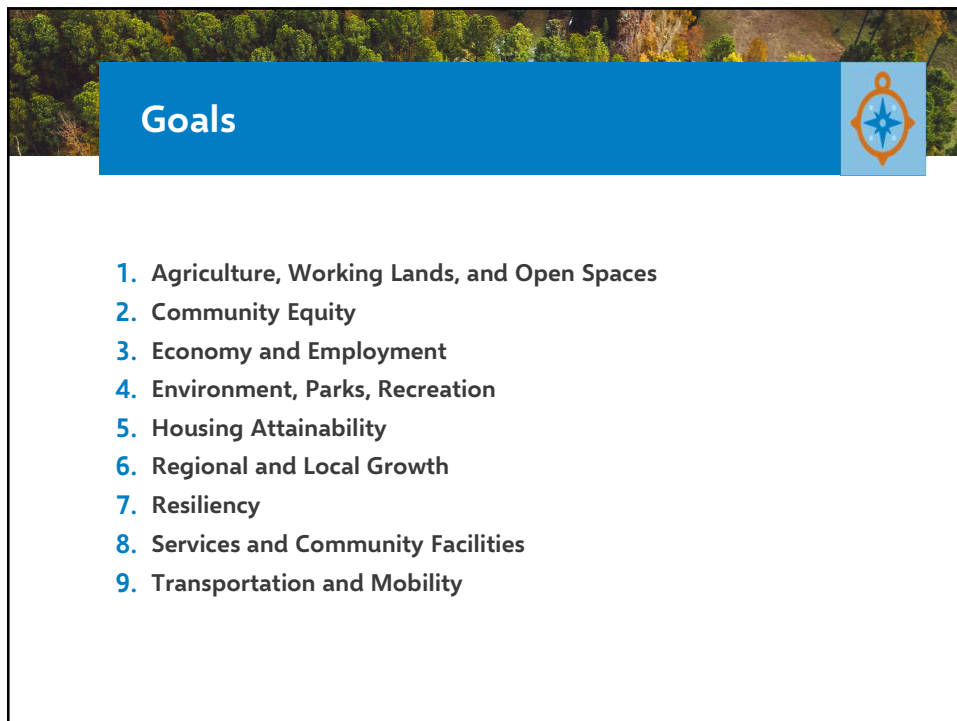 Goals
1. Agriculture, Working Lands, and Open Spaces
2. Community Equity
3. Economy and Employment
4. Environment, Parks, Recreation
5. Housing Attainability
6. Regional and Local Growth
7. Resiliency
8. Services and Community Facilities
9. Transportation and Mobility